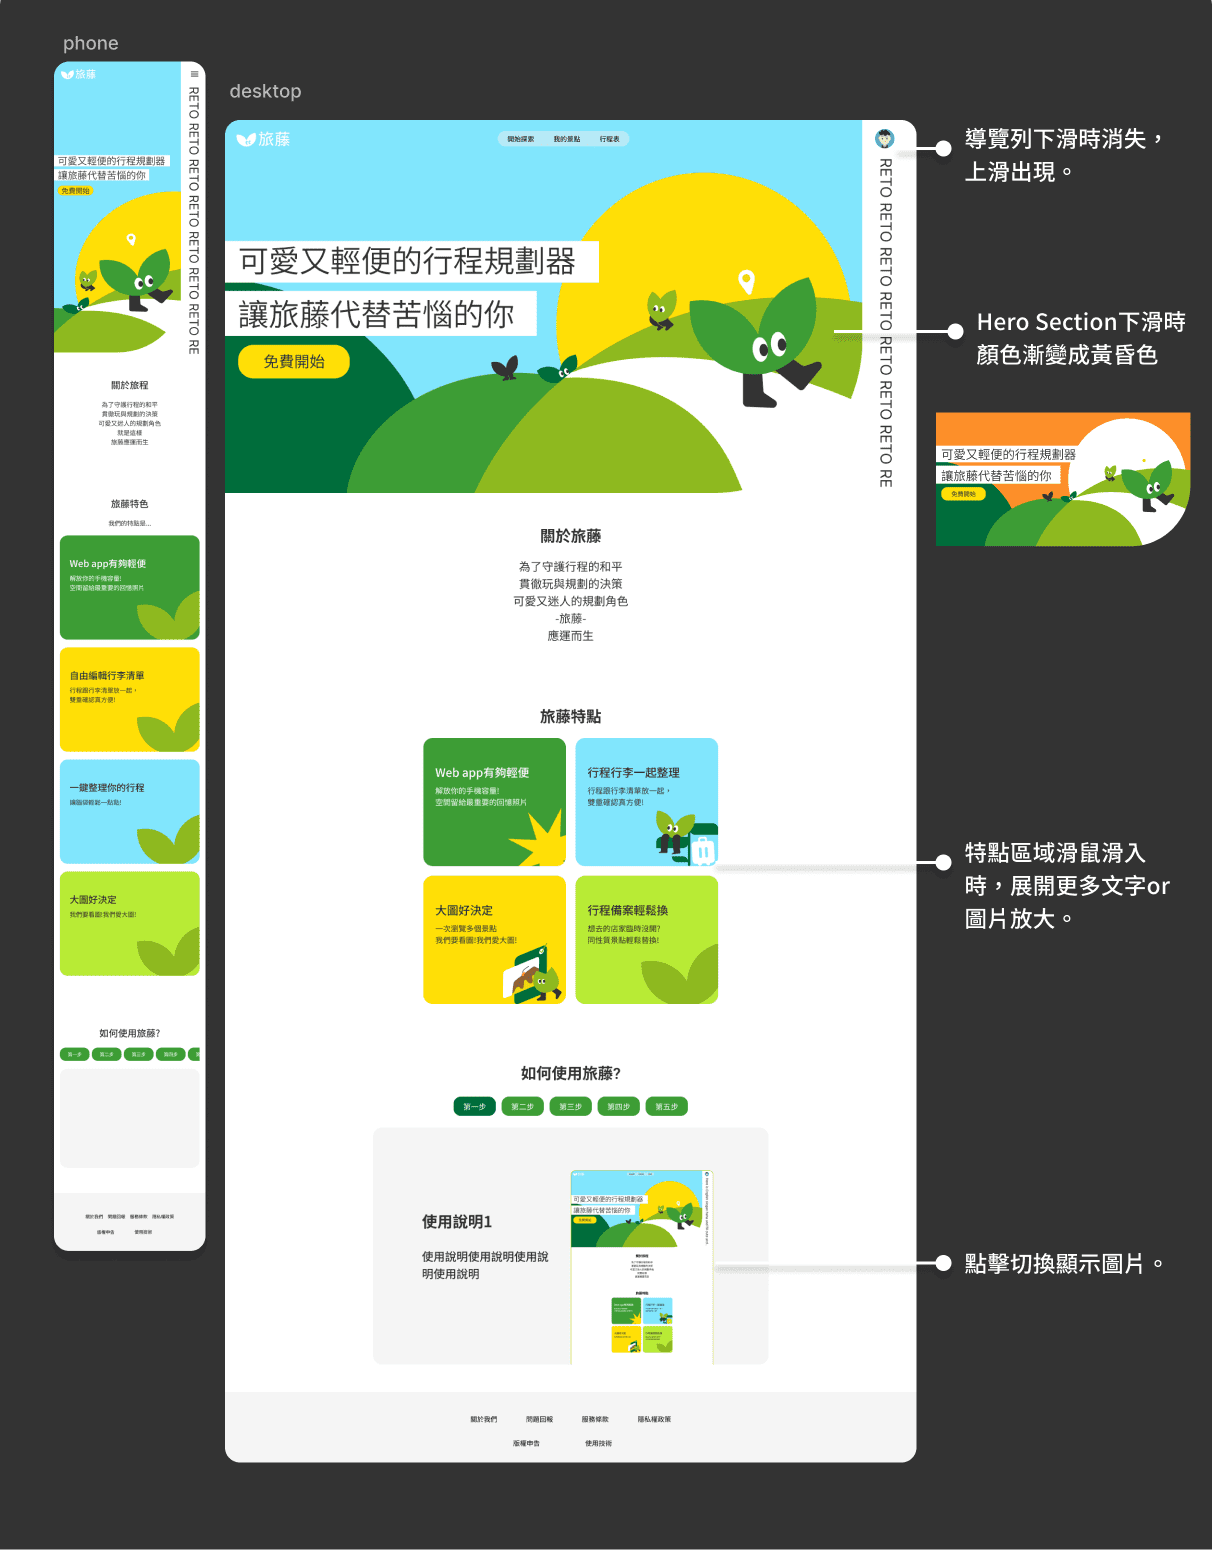 phone
旅藤
RETO RETO RETO RETO RETO RETO RETO RE
可愛又輕便的行程規劃器
讓旅藤代替苦惱的你
免費開始
關於旅程
為了守護行程的和平
貫徹玩與規劃的決策
可愛又迷人的規劃角色
就是這樣
旅藤應運而生
旅藤特色
我們的特點是...
Web app有夠輕便
解放你的手機容量!
空間留給最重要的回憶照片
自由編輯行李清單
行程跟行李清單放一起，
雙重確認真方便!
一鍵整理你的行程
讓腦袋輕鬆一點點!
大圖好決定
我們要看圖!我們愛大圖!
如何使用旅藤?
第一步
第二步
第三步
第四步
關於我們 問題回報 服務條款 隱私權政策
版權申告 使用技術
desktop
旅藤
開始探索 我的景點 行程表
RETO RETO RETO RETO RETO RETO RETO RE
可愛又輕便的行程規劃器
讓旅藤代替苦惱的你
免費開始
關於旅藤
為了守護行程的和平
貫徹玩與規劃的決策
可愛又迷人的規劃角色
-旅藤-
應運而生
旅藤特點
Web app有夠輕便
解放你的手機容量!
空間留給最重要的回憶照片
行程行李一起整理
行程跟行李清單放一起，
雙重確認真方便!
大圖好決定
一次瀏覽多個景點
我們要看圖!我們愛大圖!
行程備案輕鬆換
想去的店家臨時沒開?
同性質景點輕鬆替換!
如何使用旅藤?
第一步
第二步
第三步
第四步
第五步
使用說明1
使用說明使用說明使用說
明使用說明
可愛又輕便的行程規劃器
讓旅藤代替苦惱的你
關於我們 問題回報 服務條款 隱私權政策
版權申告 使用技術
導覽列下滑時消失，
上滑出現。
Hero Section下滑時
顏色漸變成黃昏色
可愛又輕便的行程規劃器
讓旅藤代替苦惱的你
免費開始
特點區域滑鼠滑入
時，展開更多文字or
圖片放大。
點擊切換顯示圖片。